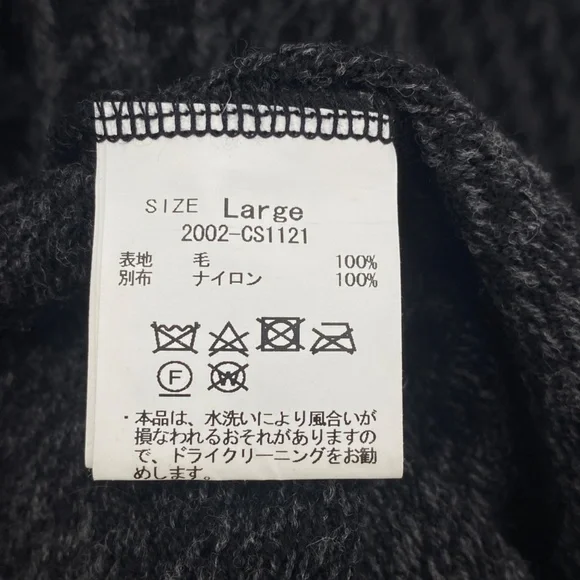 SIZE Large
2002-CS1121
表地 毛 100%
別布 ナイロン 100%
F W
・本品は、水洗いにより風合いが
損なわれるおそれがありますの
で、ドライクリーニングをお勧
めします。